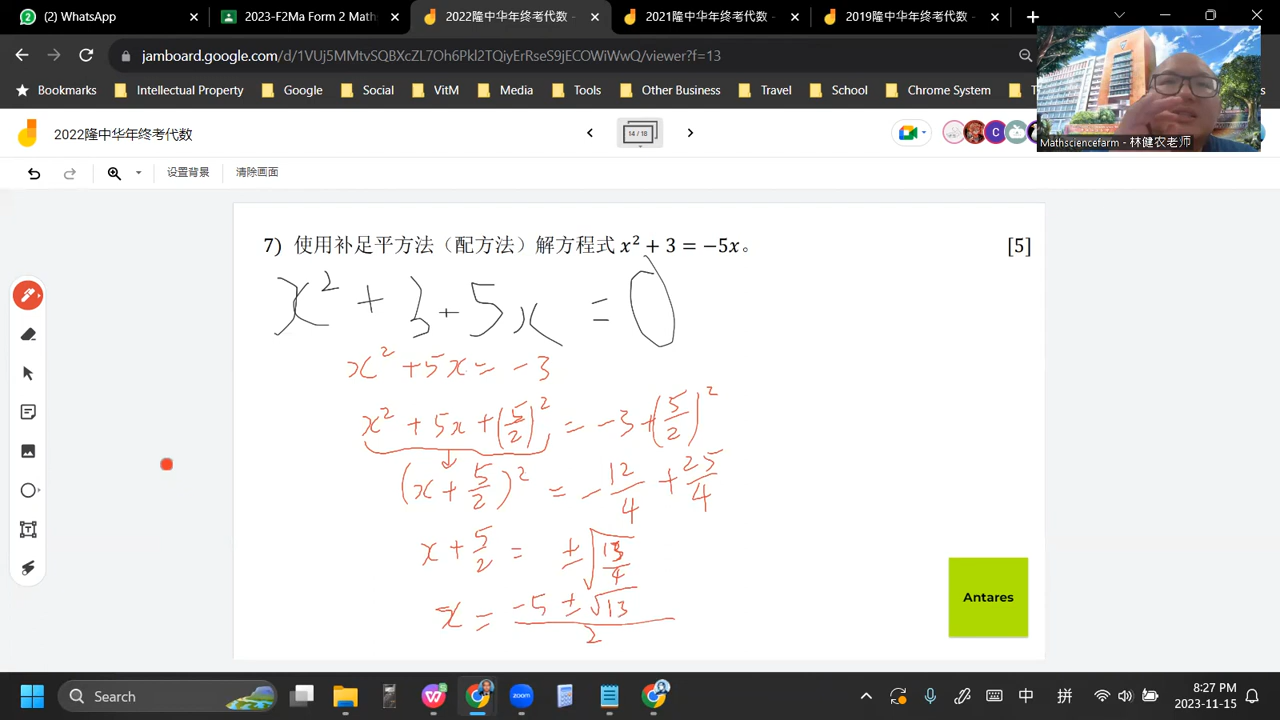 (2) WhatsApp
2023-F2Ma Form 2 Math
2022隆中华年终考代数 -
2021隆中华年终考代数 -
2019隆中华年终考代数 -
Bookmarks
Intellectual Property
Google
Soci
VitM
Media
Tools
Other Business
Travel
School
Chrome System
Mathsciencefarm - 林健农老师
2022隆中华年终考代数
14 / 18
C
设置背景
清除画面
7) 使用补足平方法（配方法）解方程式 x² + 3 = −5x。 [5]
x² + 3 + 5x = 0
x² + 5x = -3
x² + 5x + (5/2)² = -3 + (5/2)²
(x + 5/2)² = -12/4 + 25/4
x + 5/2 = ±√(13/4)
x = (-5 ± √13)/2
Antares
Search
中
拼
8:27 PM
2023-11-15